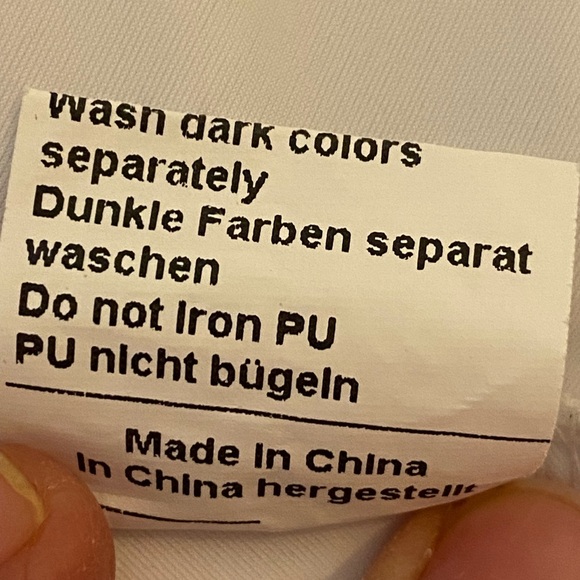 Wash dark colors
separately
Dunkle Farben separat
waschen
Do not Iron PU
PU nicht bügeln
Made In China
In China hergestellt